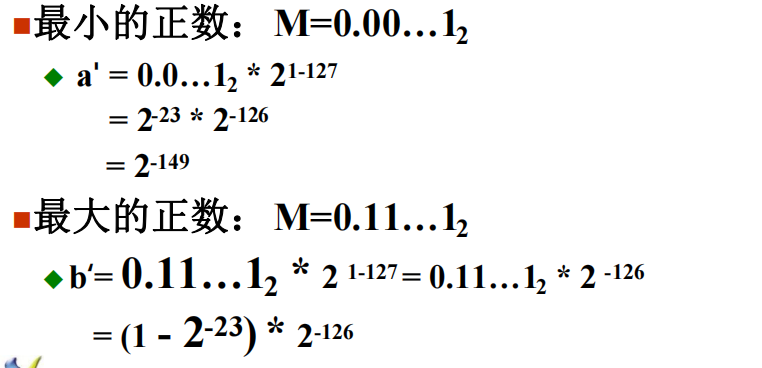 ■最小的正数： M=0.00…1₂
◆ a' = 0.0…1₂ * 2¹⁻¹²⁷
= 2⁻²³ * 2⁻¹²⁶
= 2⁻¹⁴⁹
■最大的正数： M=0.11…1₂
◆b'= 0.11…1₂ * 2 ¹⁻¹²⁷= 0.11…1₂ * 2 ⁻¹²⁶
= (1 - 2⁻²³) * 2⁻¹²⁶